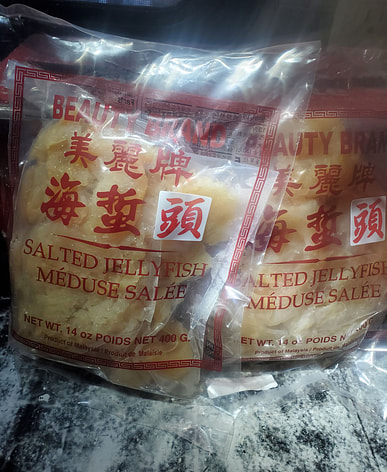 BEAUTY BRAND
美麗牌
海蜇頭
SALTED JELLYFISH
MÉDUSE SALÉE
NET WT. 14 oz POIDS NET 400 G.
Product of Malaysia / Produit de Malaisie
BEAUTY BRAND
美麗牌
海蜇頭
SALTED JELLYFISH
MÉDUSE SALÉE
NET WT. 14 oz POIDS N
Product of Malaysia / Produit de